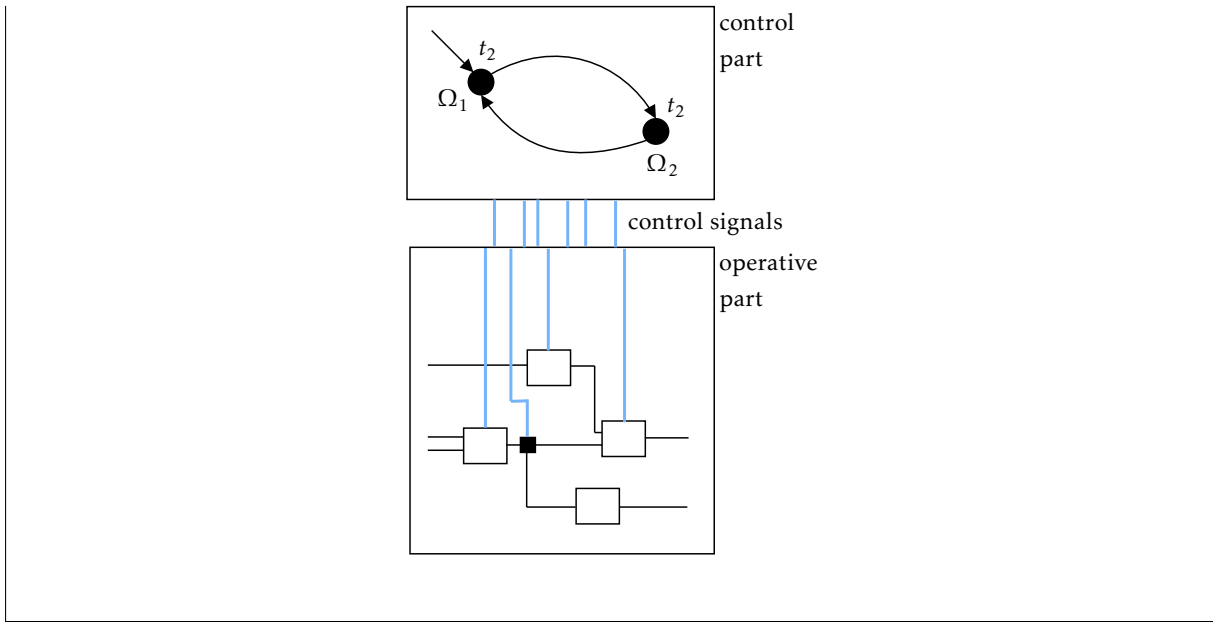 control
part
t₂
Ω₁
t₂
Ω₂
control signals
operative
part